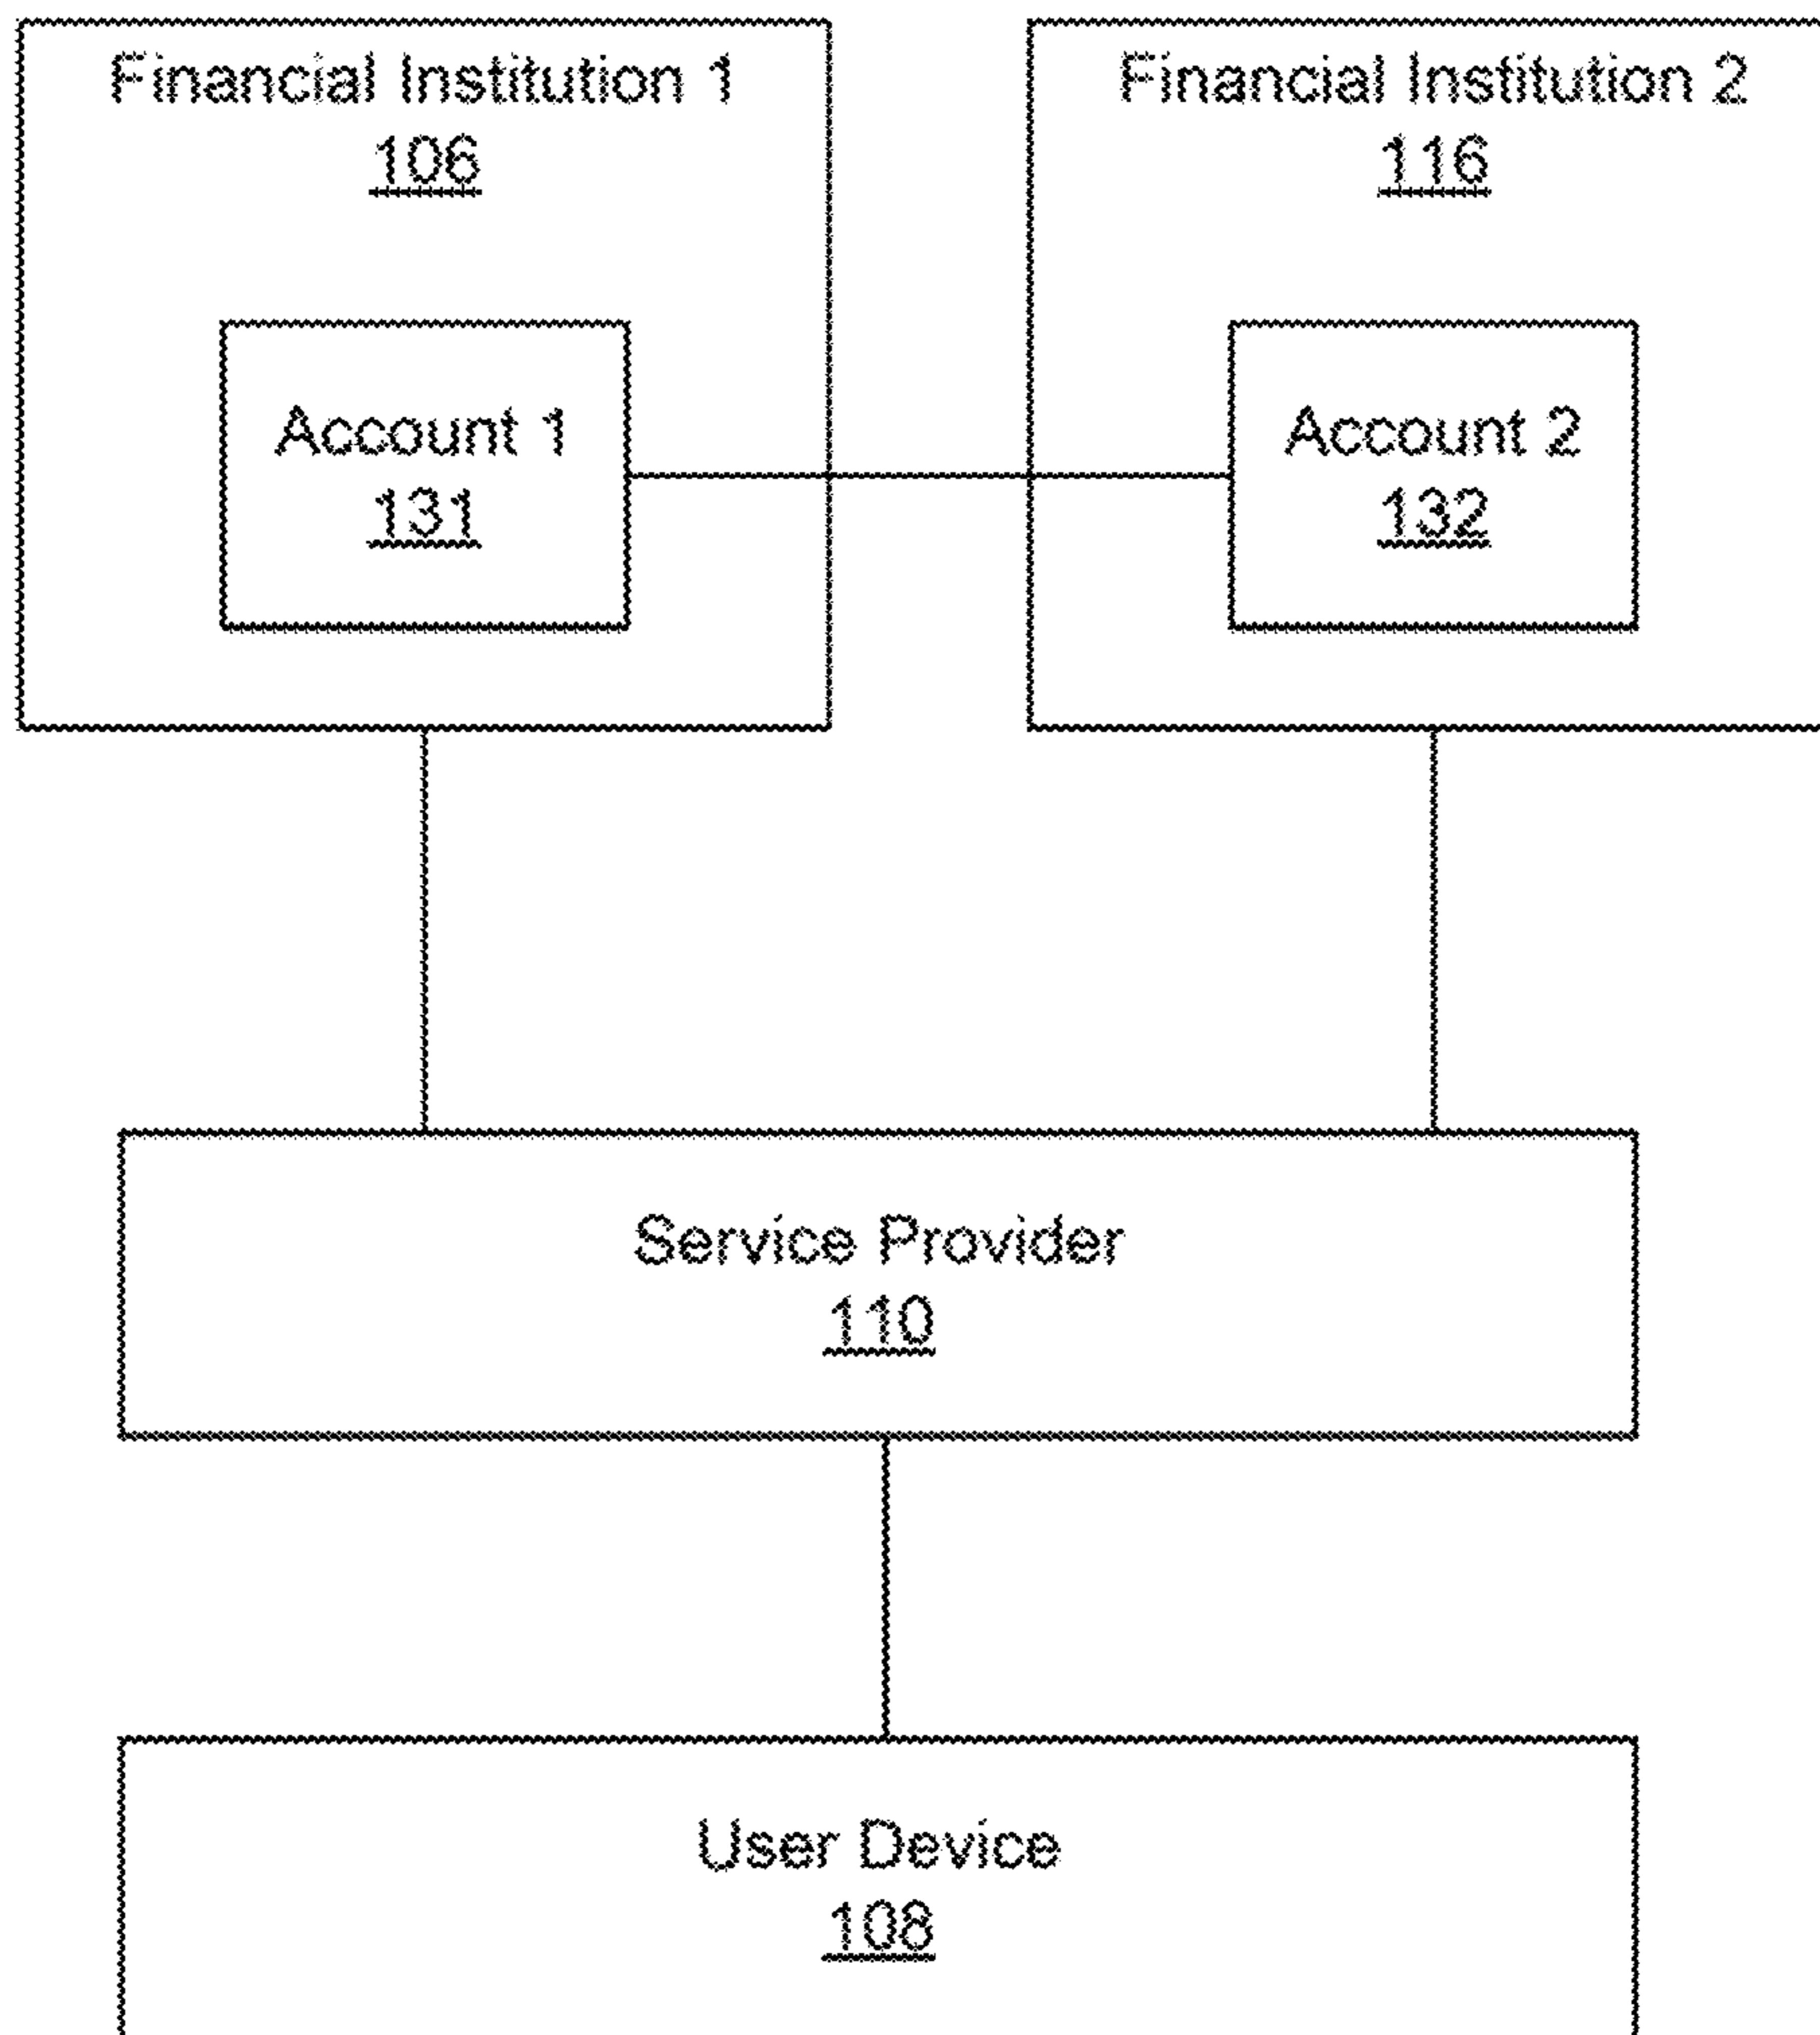 Financial Institution 1
106
Financial Institution 2
116
Account 1
131
Account 2
132
Service Provider
110
User Device
108